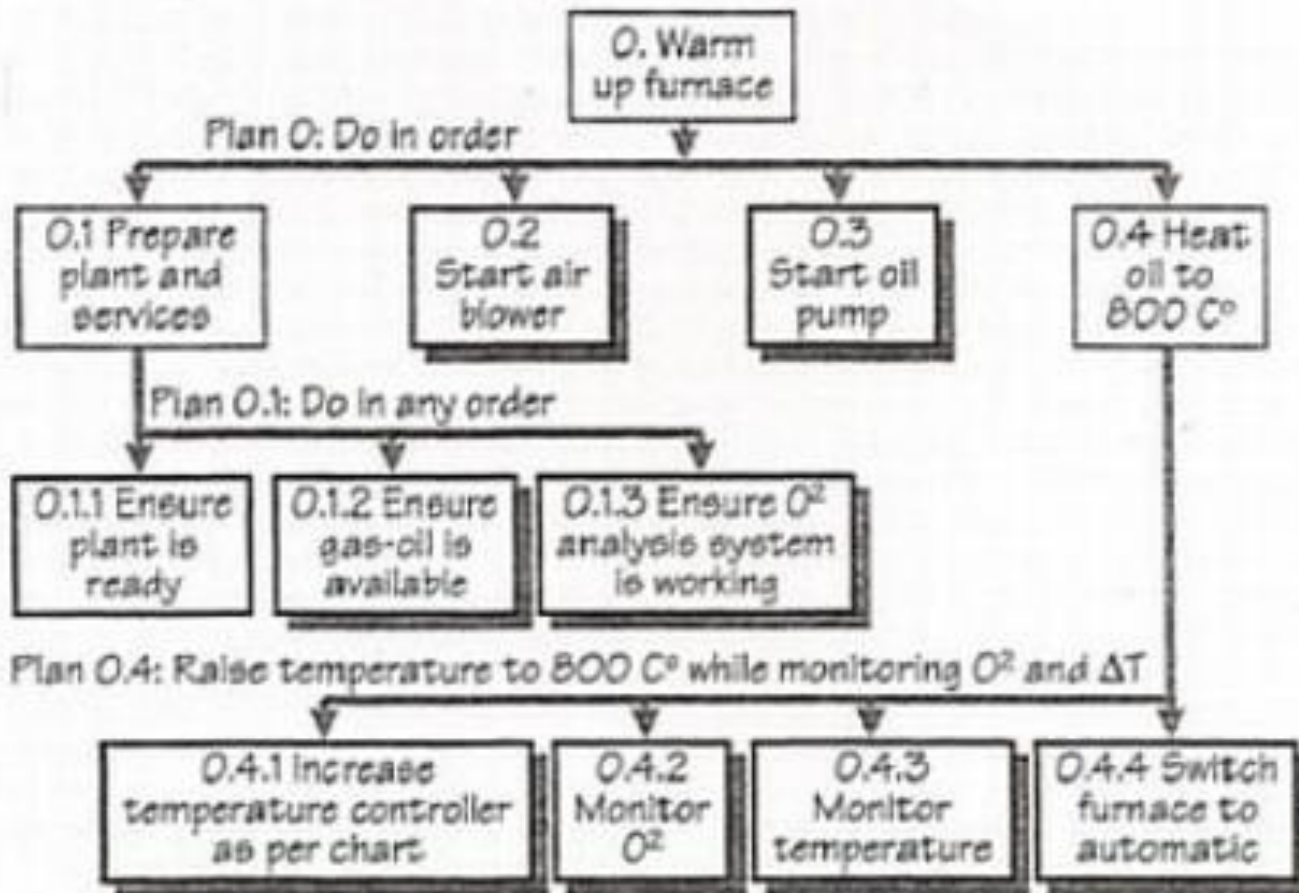 0. Warm
up furnace
Plan 0: Do in order
0.1 Prepare
plant and
services
0.2
Start air
blower
0.3
Start oil
pump
0.4 Heat
oil to
800 Cº
Plan 0.1: Do in any order
0.1.1 Ensure
plant is
ready
0.1.2 Ensure
gas-oil is
available
0.1.3 Ensure O²
analysis system
is working
Plan 0.4: Raise temperature to 800 Cº while monitoring O² and ΔT
0.4.1 Increase
temperature controller
as per chart
0.4.2
Monitor
O²
0.4.3
Monitor
temperature
0.4.4 Switch
furnace to
automatic